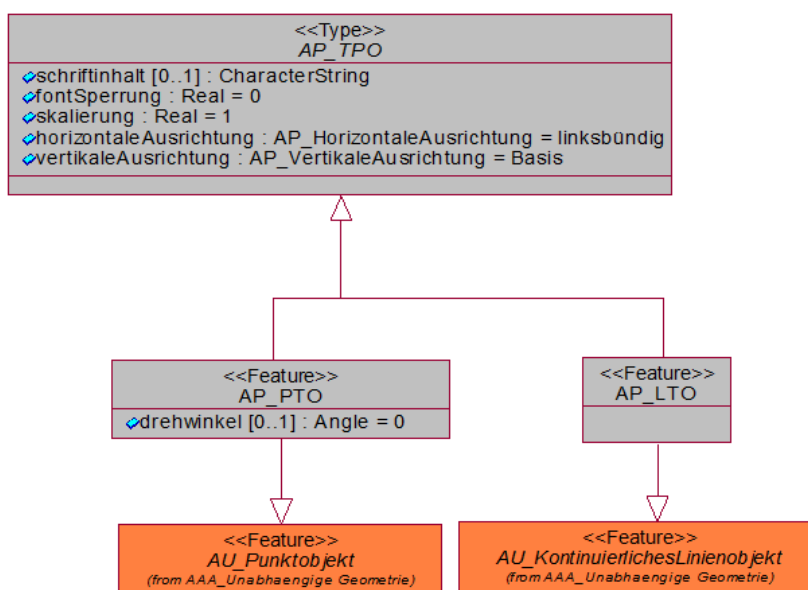 <<Type>>
AP_TPO
schriftinhalt [0..1] : CharacterString
fontSperrung : Real = 0
skalierung : Real = 1
horizontaleAusrichtung : AP_HorizontaleAusrichtung = linksbündig
vertikaleAusrichtung : AP_VertikaleAusrichtung = Basis
<<Feature>>
AP_PTO
drehwinkel [0..1] : Angle = 0
<<Feature>>
AP_LTO
<<Feature>>
AU_Punktobjekt
(from AAA_Unabhaengige Geometrie)
<<Feature>>
AU_KontinuierlichesLinienobjekt
(from AAA_Unabhaengige Geometrie)